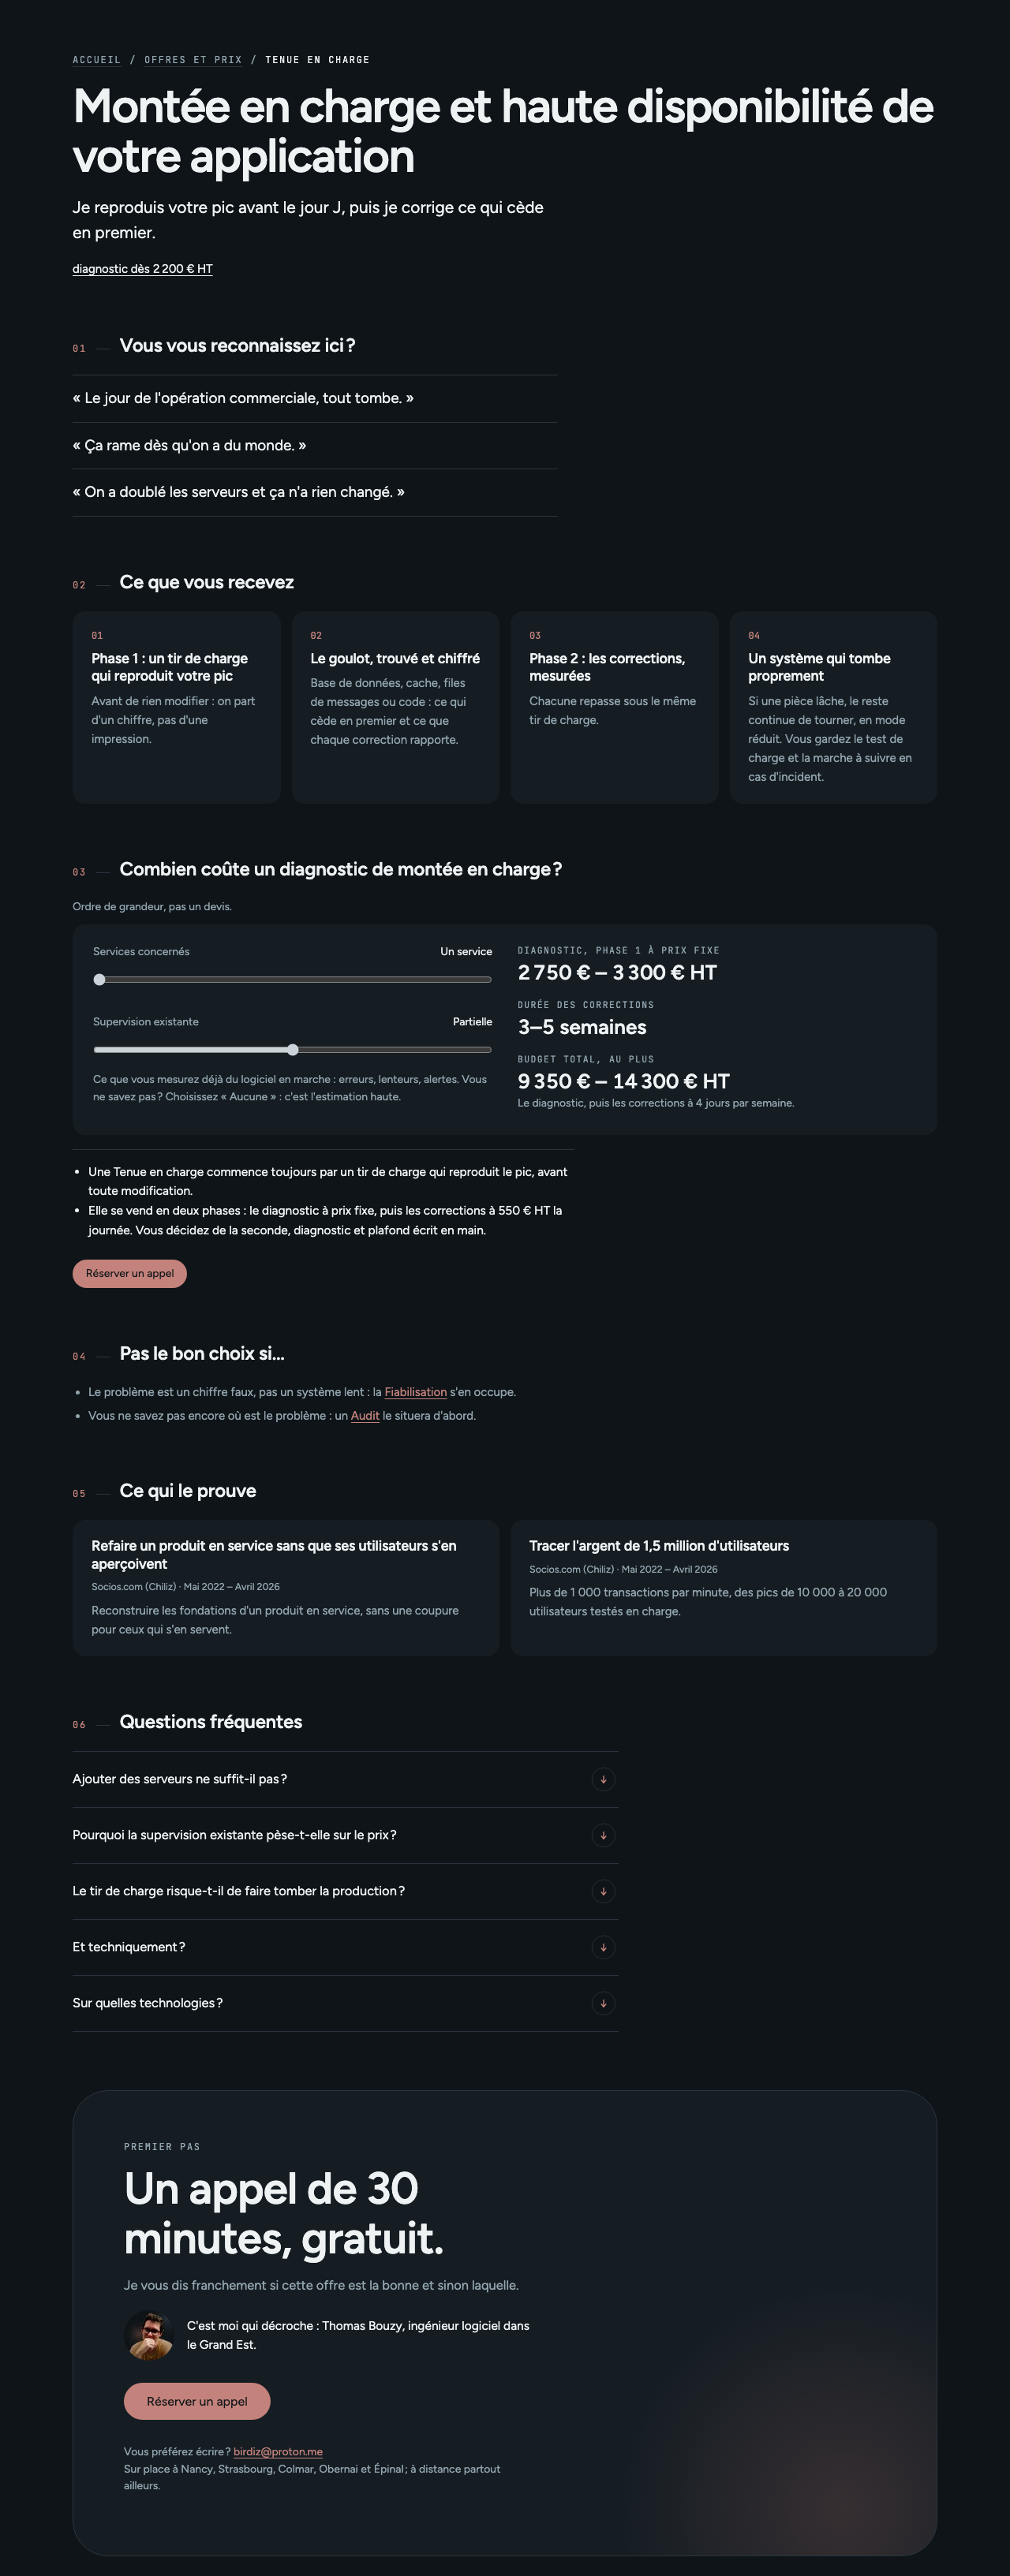 ACCUEIL / OFFRES ET PRIX / TENUE EN CHARGE
Montée en charge et haute disponibilité de
votre application
Je reproduis votre pic avant le jour J, puis je corrige ce qui cède
en premier.
diagnostic dès 2 200 € HT
01 — Vous vous reconnaissez ici ?
« Le jour de l'opération commerciale, tout tombe. »
« Ça rame dès qu'on a du monde. »
« On a doublé les serveurs et ça n'a rien changé. »
02 — Ce que vous recevez
01
Phase 1 : un tir de charge
qui reproduit votre pic
Avant de rien modifier : on part
d'un chiffre, pas d'une
impression.
02
Le goulot, trouvé et chiffré
Base de données, cache, files
de messages ou code : ce qui
cède en premier et ce que
chaque correction rapporte.
03
Phase 2 : les corrections,
mesurées
Chacune repasse sous le même
tir de charge.
04
Un système qui tombe
proprement
Si une pièce lâche, le reste
continue de tourner, en mode
réduit. Vous gardez le test de
charge et la marche à suivre en
cas d'incident.
03 — Combien coûte un diagnostic de montée en charge ?
Ordre de grandeur, pas un devis.
Services concernés Un service
Supervision existante Partielle
Ce que vous mesurez déjà du logiciel en marche : erreurs, lenteurs, alertes. Vous
ne savez pas ? Choisissez « Aucune » : c'est l'estimation haute.
DIAGNOSTIC, PHASE 1 À PRIX FIXE
2 750 € – 3 300 € HT
DURÉE DES CORRECTIONS
3–5 semaines
BUDGET TOTAL, AU PLUS
9 350 € – 14 300 € HT
Le diagnostic, puis les corrections à 4 jours par semaine.
• Une Tenue en charge commence toujours par un tir de charge qui reproduit le pic, avant
toute modification.
• Elle se vend en deux phases : le diagnostic à prix fixe, puis les corrections à 550 € HT la
journée. Vous décidez de la seconde, diagnostic et plafond écrit en main.
Réserver un appel
04 — Pas le bon choix si…
• Le problème est un chiffre faux, pas un système lent : la Fiabilisation s'en occupe.
• Vous ne savez pas encore où est le problème : un Audit le situera d'abord.
05 — Ce qui le prouve
Refaire un produit en service sans que ses utilisateurs s'en
aperçoivent
Socios.com (Chiliz) · Mai 2022 – Avril 2026
Reconstruire les fondations d'un produit en service, sans une coupure
pour ceux qui s'en servent.
Tracer l'argent de 1,5 million d'utilisateurs
Socios.com (Chiliz) · Mai 2022 – Avril 2026
Plus de 1 000 transactions par minute, des pics de 10 000 à 20 000
utilisateurs testés en charge.
06 — Questions fréquentes
Ajouter des serveurs ne suffit-il pas ?
Pourquoi la supervision existante pèse-t-elle sur le prix ?
Le tir de charge risque-t-il de faire tomber la production ?
Et techniquement ?
Sur quelles technologies ?
PREMIER PAS
Un appel de 30
minutes, gratuit.
Je vous dis franchement si cette offre est la bonne et sinon laquelle.
C'est moi qui décroche : Thomas Bouzy, ingénieur logiciel dans
le Grand Est.
Réserver un appel
Vous préférez écrire ? birdiz@proton.me
Sur place à Nancy, Strasbourg, Colmar, Obernai et Épinal ; à distance partout
ailleurs.